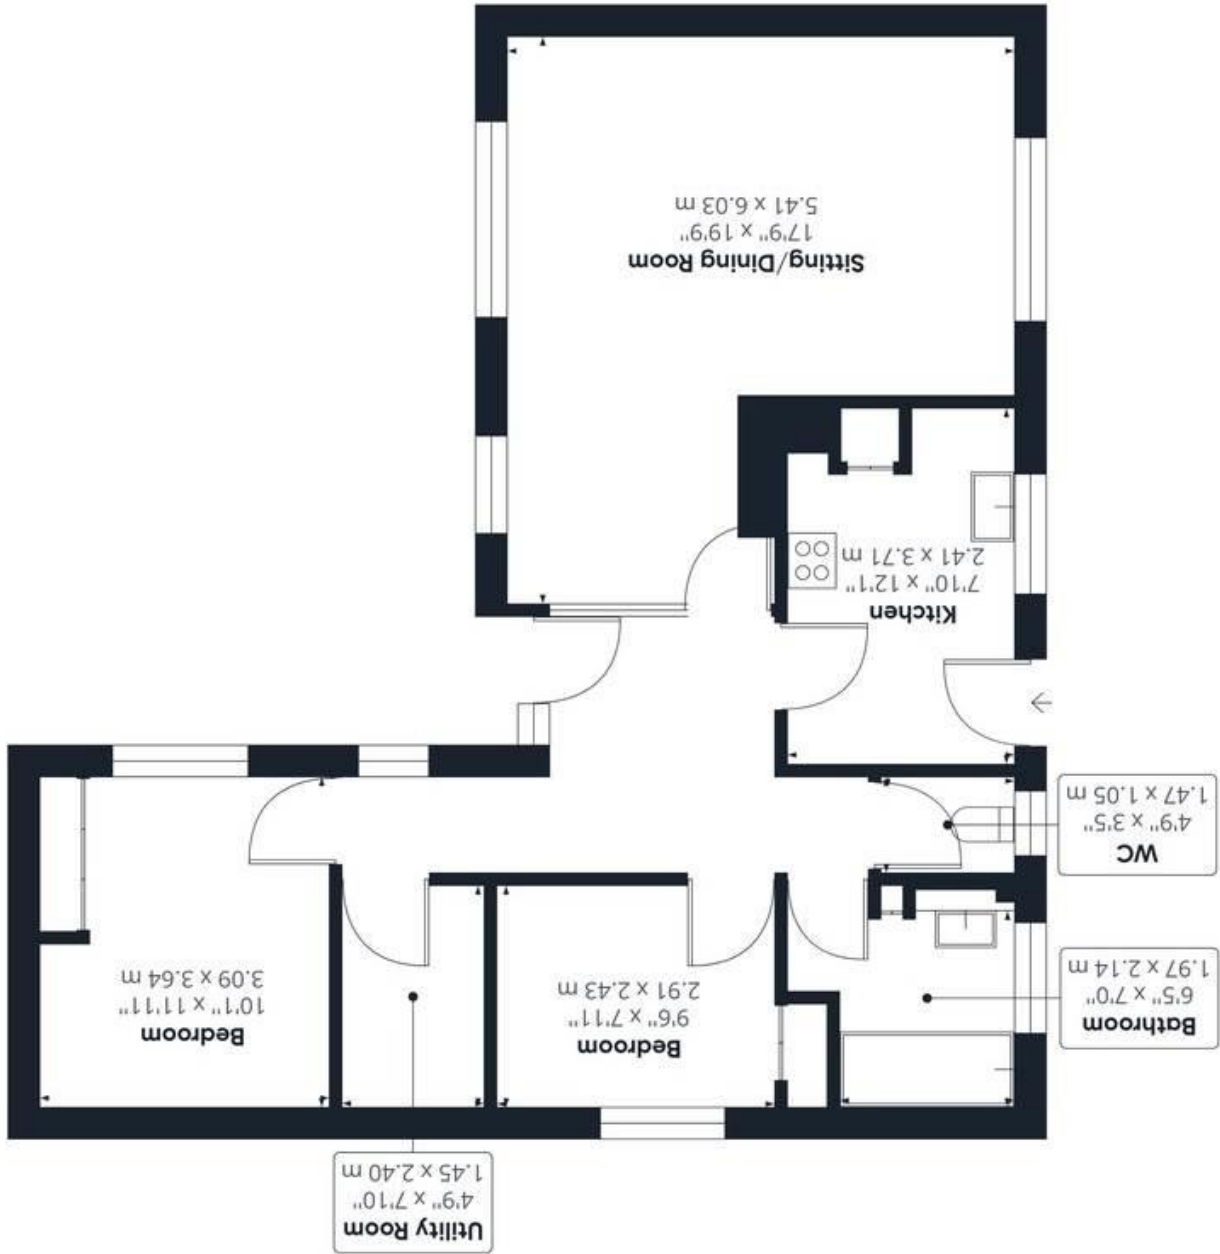 Utility Room
4'9" x 7'10"
1.45 x 2.40 m
Bathroom
6'5" x 7'0"
1.97 x 2.14 m
Bedroom
9'6" x 7'11"
2.91 x 2.43 m
Bedroom
10'1" x 11'11"
3.09 x 3.64 m
WC
4'9" x 3'5"
1.47 x 1.05 m
Kitchen
7'10" x 12'1"
2.41 x 3.71 m
Sitting/Dining Room
17'9" x 19'9"
5.41 x 6.03 m